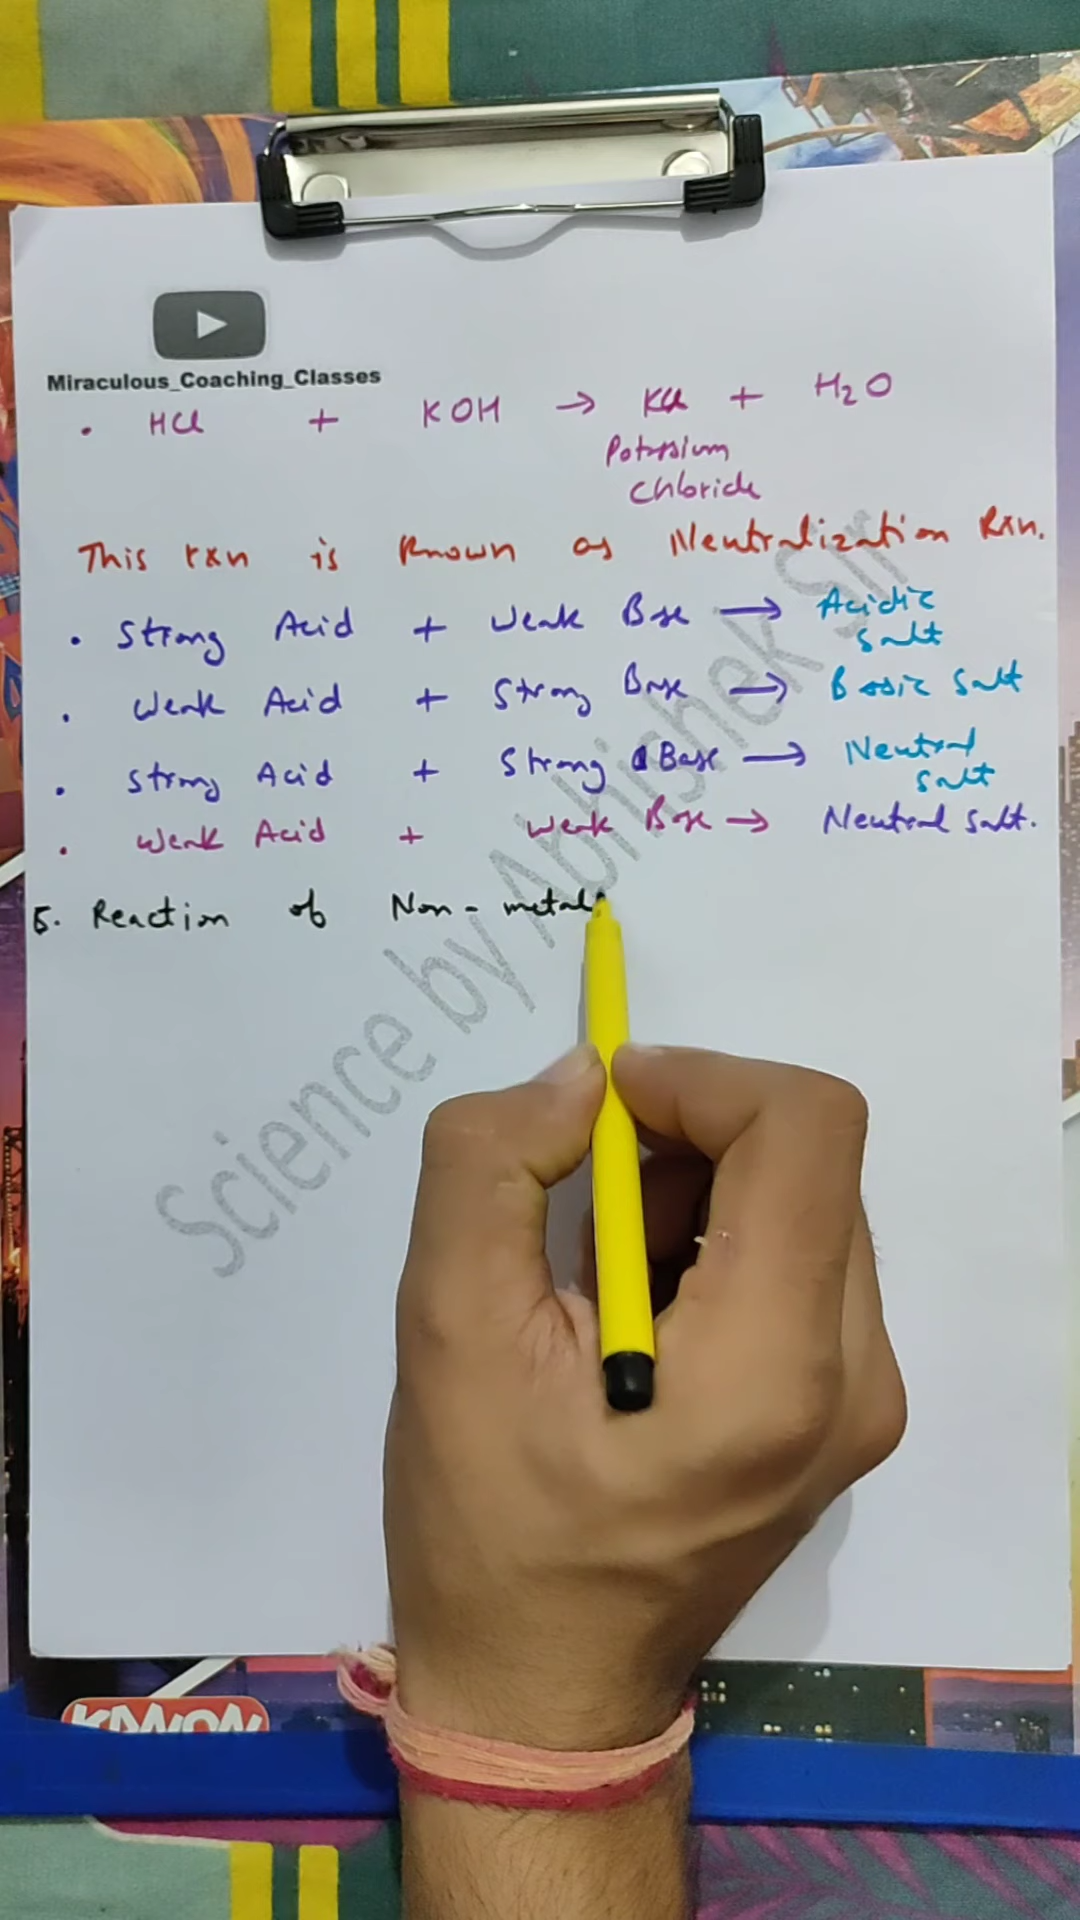 Miraculous_Coaching_Classes
. HCl + KOH → KCl + H₂O
Potassium
Chloride
This rxn is known as Neutralization Rxn.
. Strong Acid + Weak Base → Acidic
Salt
. Weak Acid + Strong Base → Basic Salt
. Strong Acid + Strong Base → Neutral
Salt
. Weak Acid + Weak Base → Neutral Salt.
5. Reaction of Non-metal
Science by Abhishek Sir